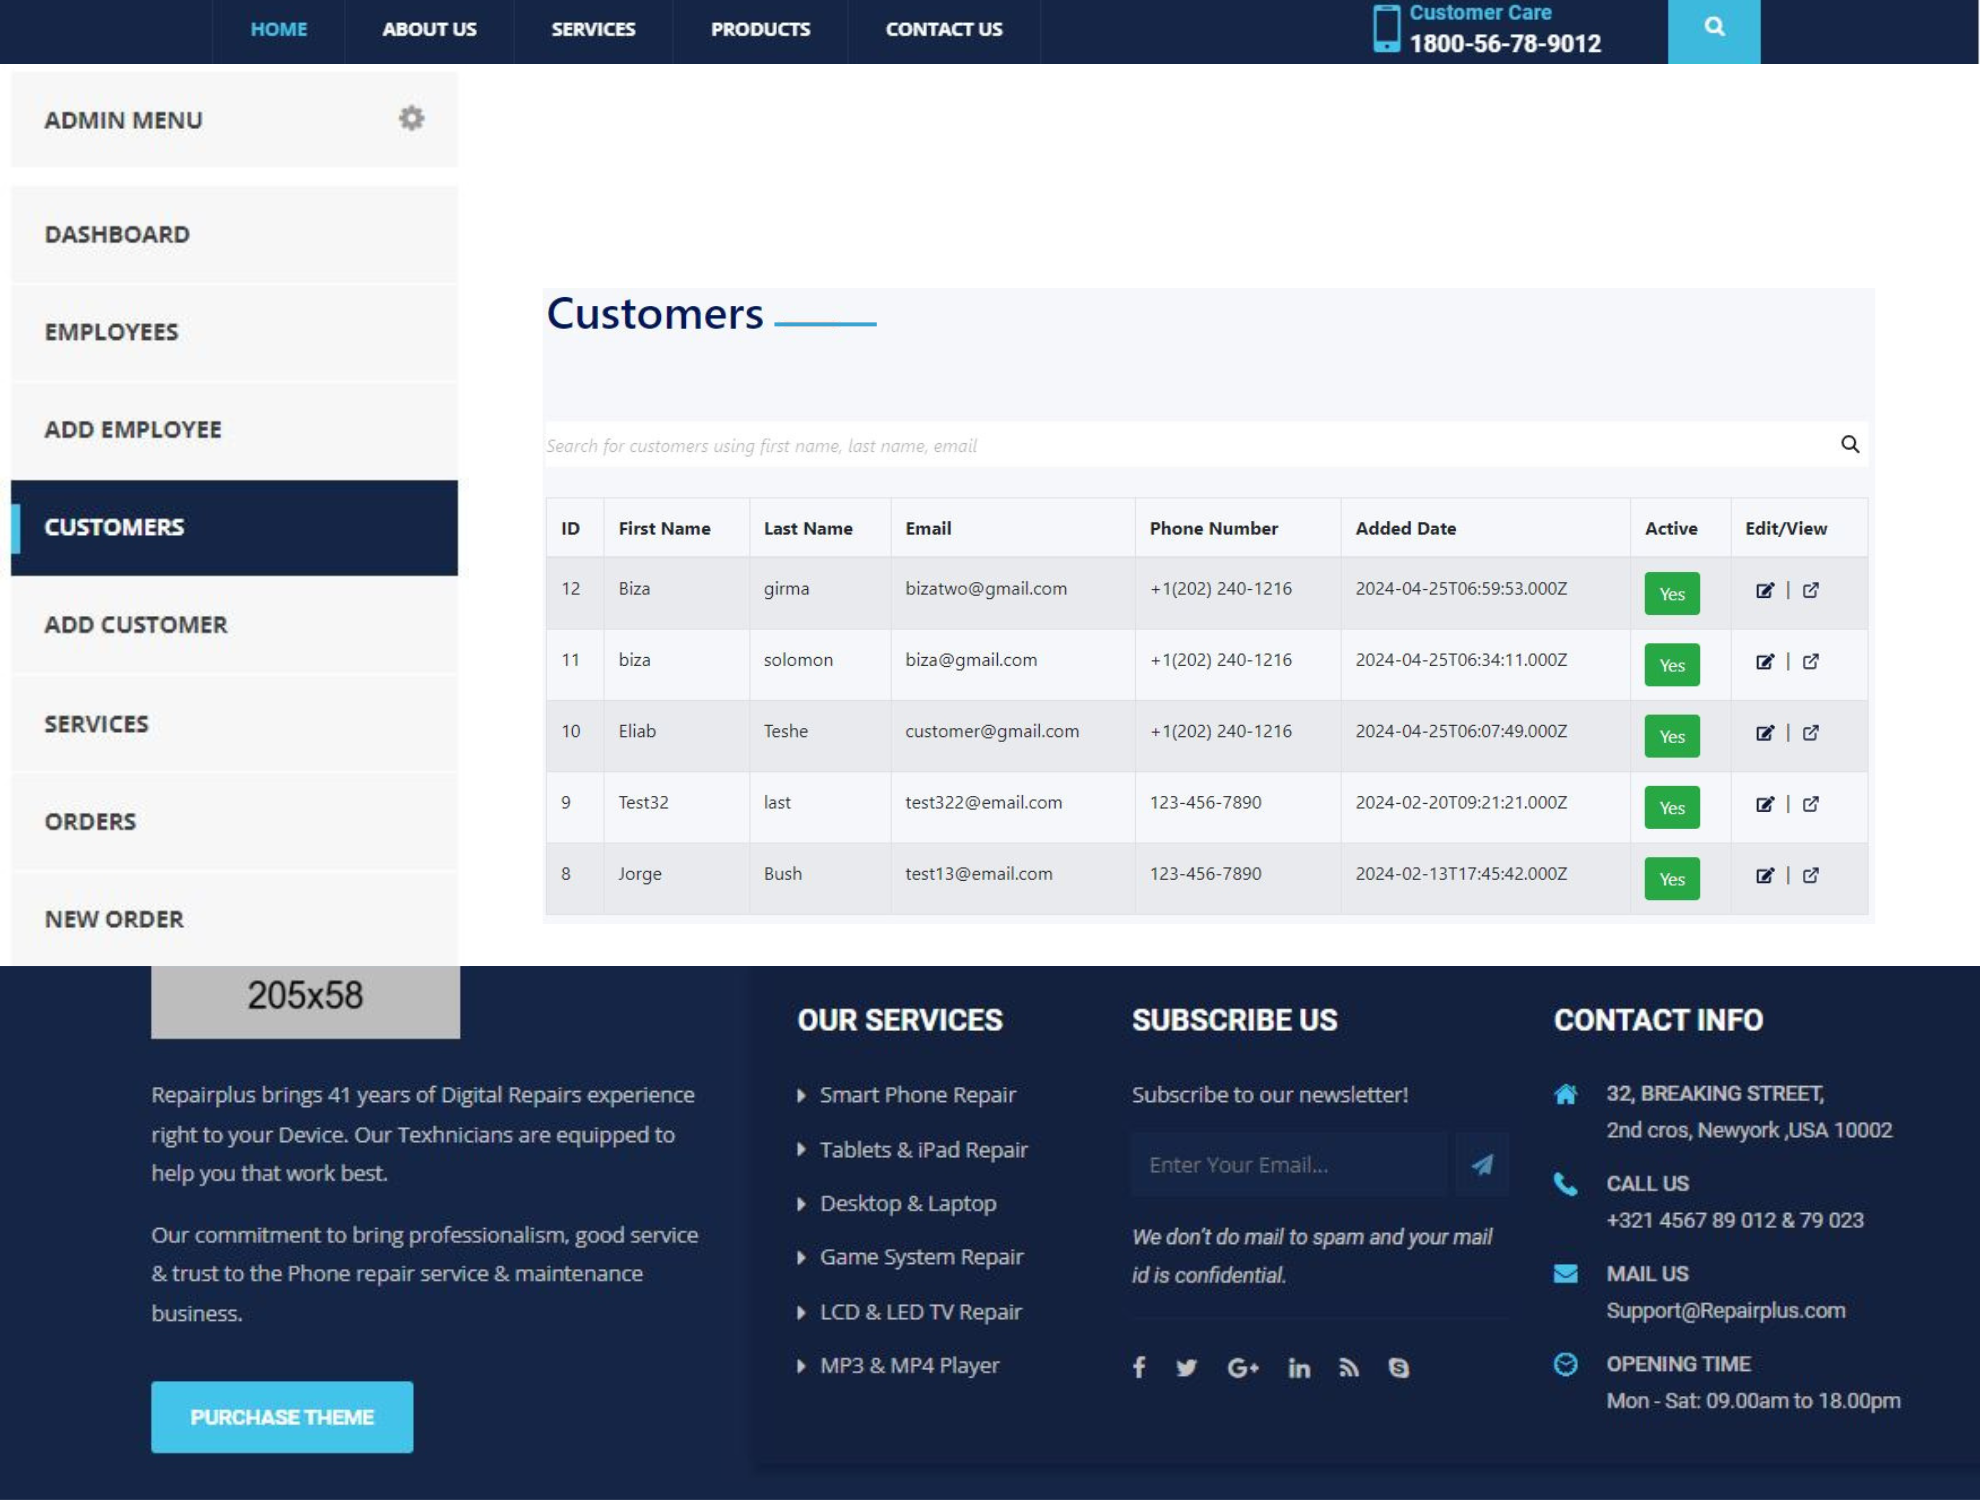 HOME ABOUT US SERVICES PRODUCTS CONTACT US
Customer Care
1800-56-78-9012
ADMIN MENU
DASHBOARD
EMPLOYEES
ADD EMPLOYEE
CUSTOMERS
ADD CUSTOMER
SERVICES
ORDERS
NEW ORDER
Customers
Search for customers using first name, last name, email
ID First Name Last Name Email Phone Number Added Date Active Edit/View
12 Biza girma bizatwo@gmail.com +1(202) 240-1216 2024-04-25T06:59:53.000Z Yes |
11 biza solomon biza@gmail.com +1(202) 240-1216 2024-04-25T06:34:11.000Z Yes |
10 Eliab Teshe customer@gmail.com +1(202) 240-1216 2024-04-25T06:07:49.000Z Yes |
9 Test32 last test322@email.com 123-456-7890 2024-02-20T09:21:21.000Z Yes |
8 Jorge Bush test13@email.com 123-456-7890 2024-02-13T17:45:42.000Z Yes |
205x58
Repairplus brings 41 years of Digital Repairs experience
right to your Device. Our Texhnicians are equipped to
help you that work best.
Our commitment to bring professionalism, good service
& trust to the Phone repair service & maintenance
business.
PURCHASE THEME
OUR SERVICES
Smart Phone Repair
Tablets & iPad Repair
Desktop & Laptop
Game System Repair
LCD & LED TV Repair
MP3 & MP4 Player
SUBSCRIBE US
Subscribe to our newsletter!
Enter Your Email...
We don't do mail to spam and your mail
id is confidential.
CONTACT INFO
32, BREAKING STREET,
2nd cros, Newyork ,USA 10002
CALL US
+321 4567 89 012 & 79 023
MAIL US
Support@Repairplus.com
OPENING TIME
Mon - Sat: 09.00am to 18.00pm